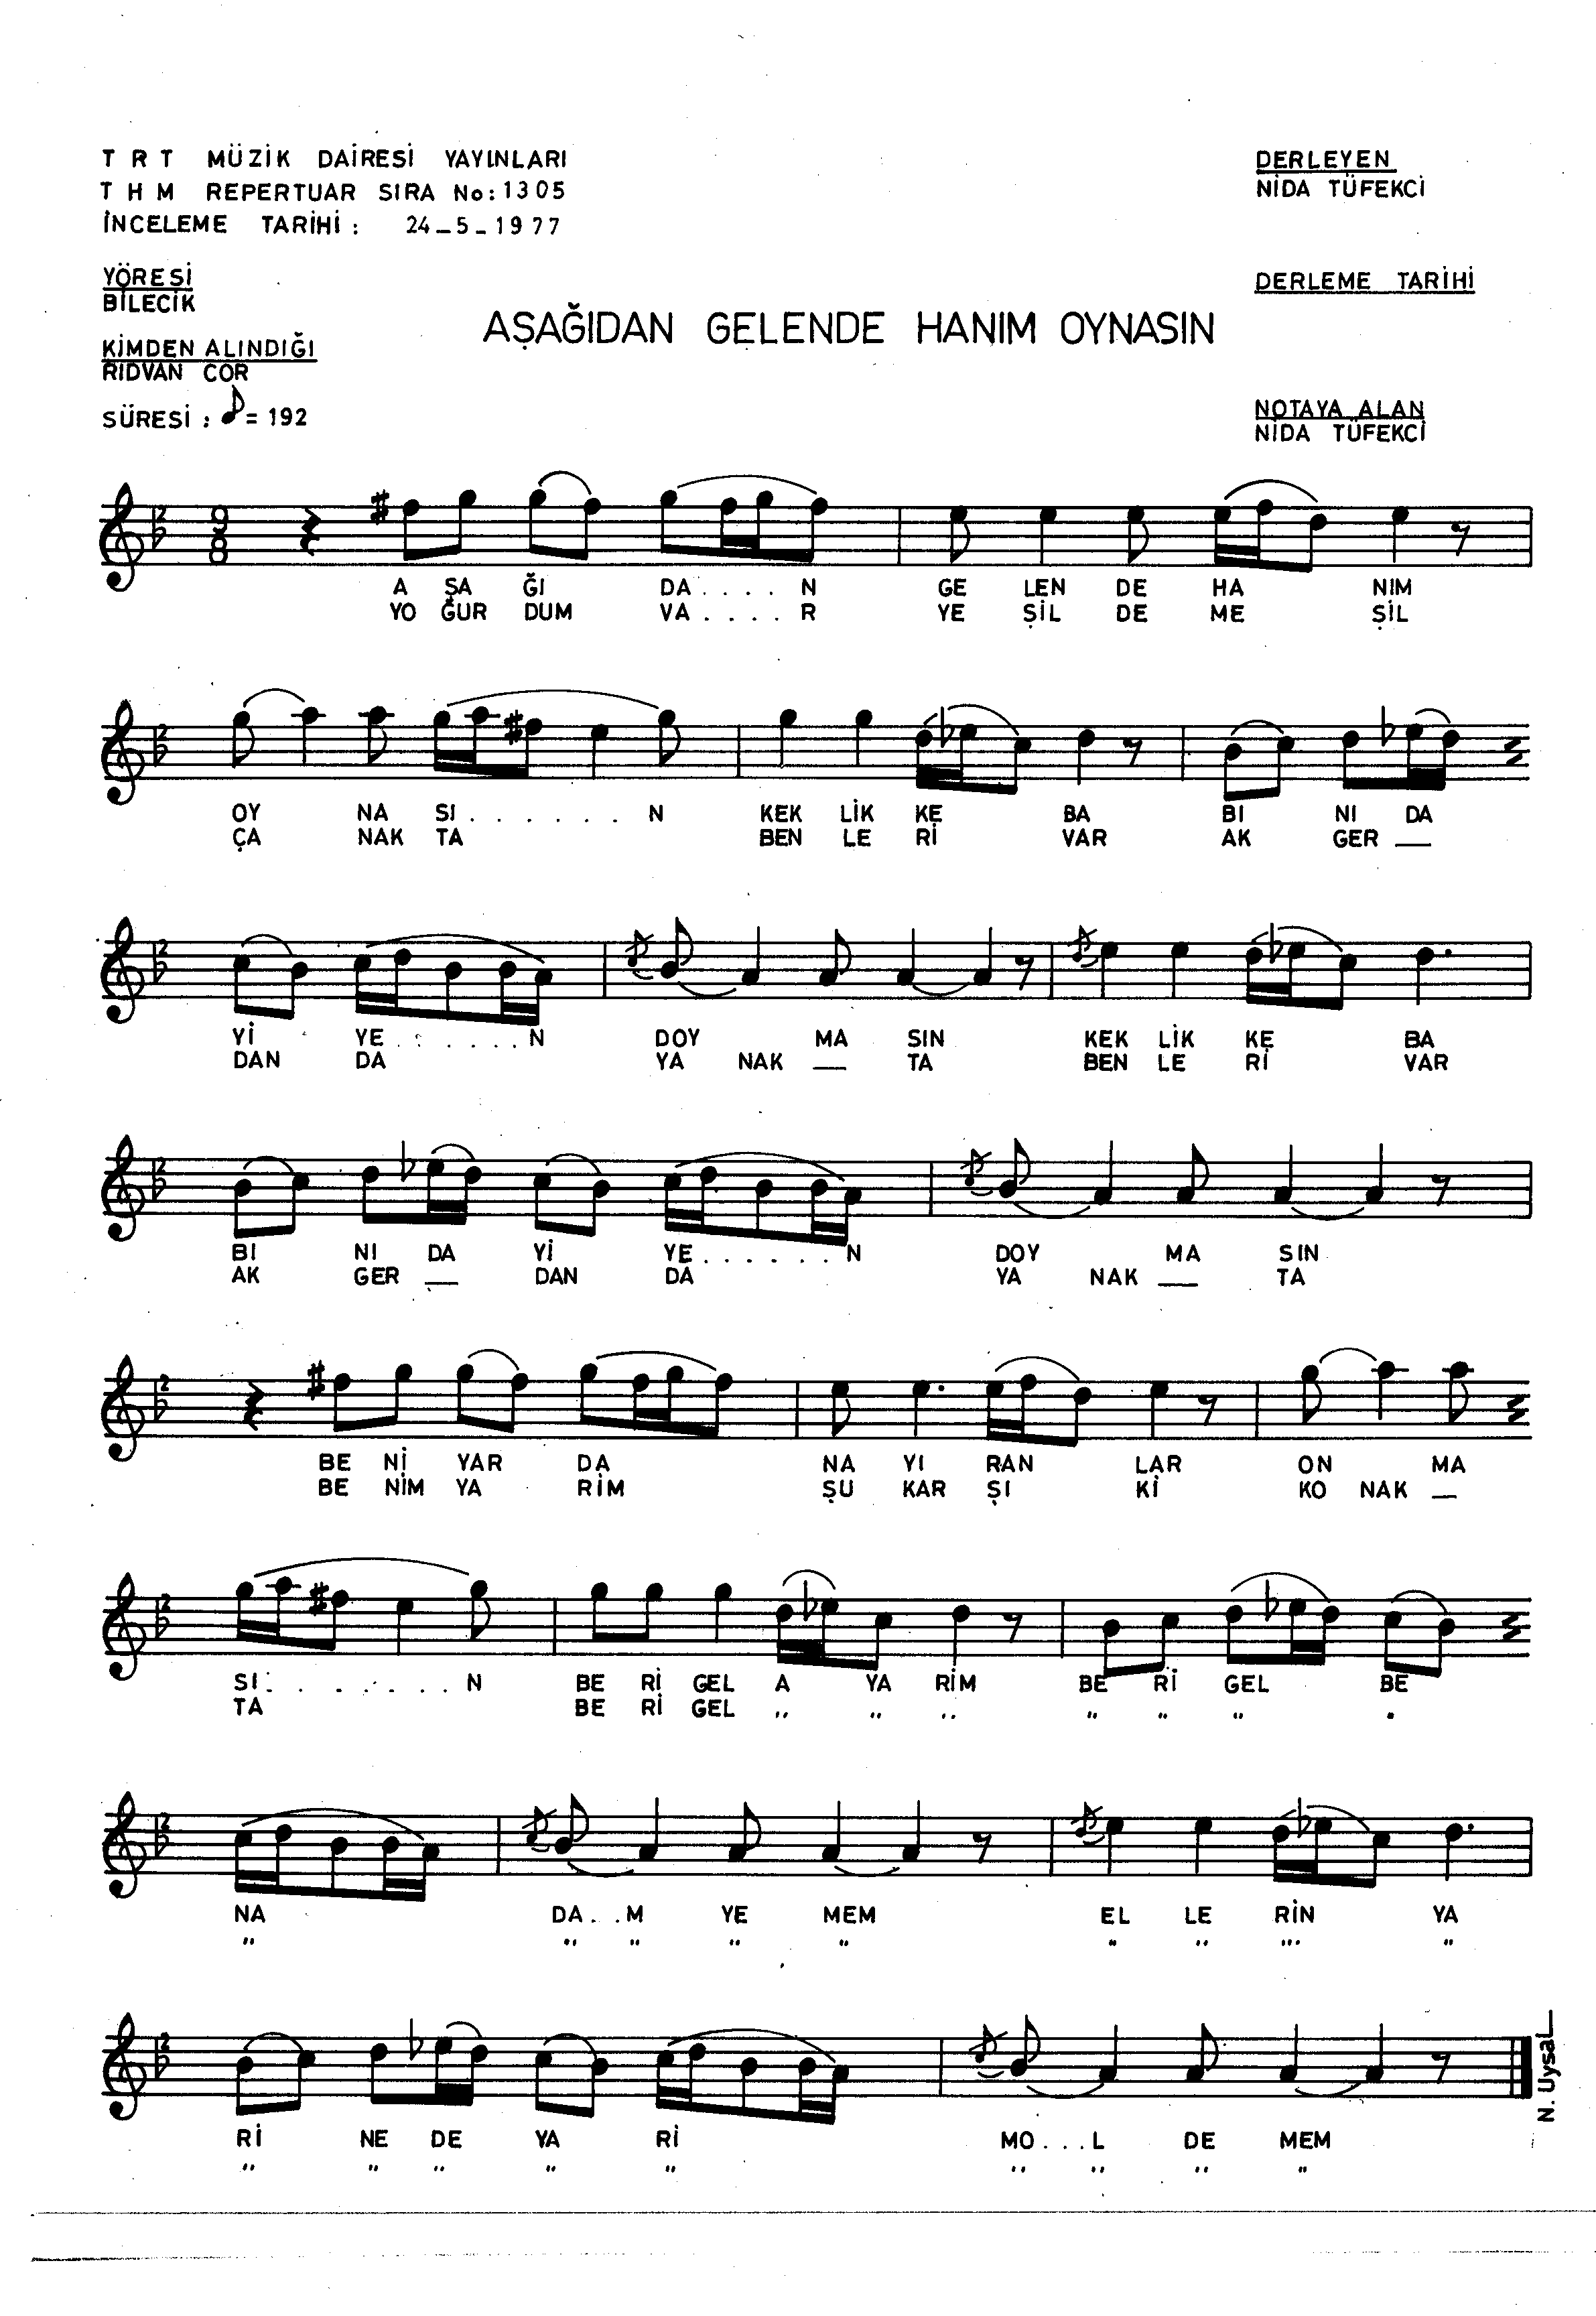 T R T MÜZİK DAİRESİ YAYINLARI
T H M REPERTUAR SIRA No: 1305
İNCELEME TARİHİ : 24_5_1977
DERLEYEN
NİDA TÜFEKCİ
YÖRESİ
BİLECİK
DERLEME TARİHİ
AŞAĞIDAN GELENDE HANIM OYNASIN
KİMDEN ALINDIĞI
RIDVAN COR
SÜRESİ : ♪ = 192
NOTAYA ALAN
NİDA TÜFEKCİ
9/8
A ŞA ĞI DA . . . . N GE LEN DE HA NIM
YO ĞUR DUM VA . . . . R YE ŞİL DE ME ŞİL
OY NA SI . . . . . . N KEK LİK KE BA BI NI DA
ÇA NAK TA BEN LE Rİ VAR AK GER __
Yİ YE . . . . . . N DOY MA SIN KEK LİK KE BA
DAN DA YA NAK __ TA BEN LE Rİ VAR
BI NI DA Yİ YE . . . . . . N DOY MA SIN
AK GER __ DAN DA YA NAK __ TA
BE Nİ YAR DA NA YI RAN LAR ON MA
BE NİM YA RİM ŞU KAR ŞI Kİ KO NAK __
SI . . . . . . . N BE Rİ GEL A YA RİM BE Rİ GEL BE
TA BE Rİ GEL " " " " " " "
NA DA . . M YE MEM EL LE RİN YA
" " " " " " " " "
Rİ NE DE YA Rİ MO . . . L DE MEM
" " " " " " " " "
N. Uysal